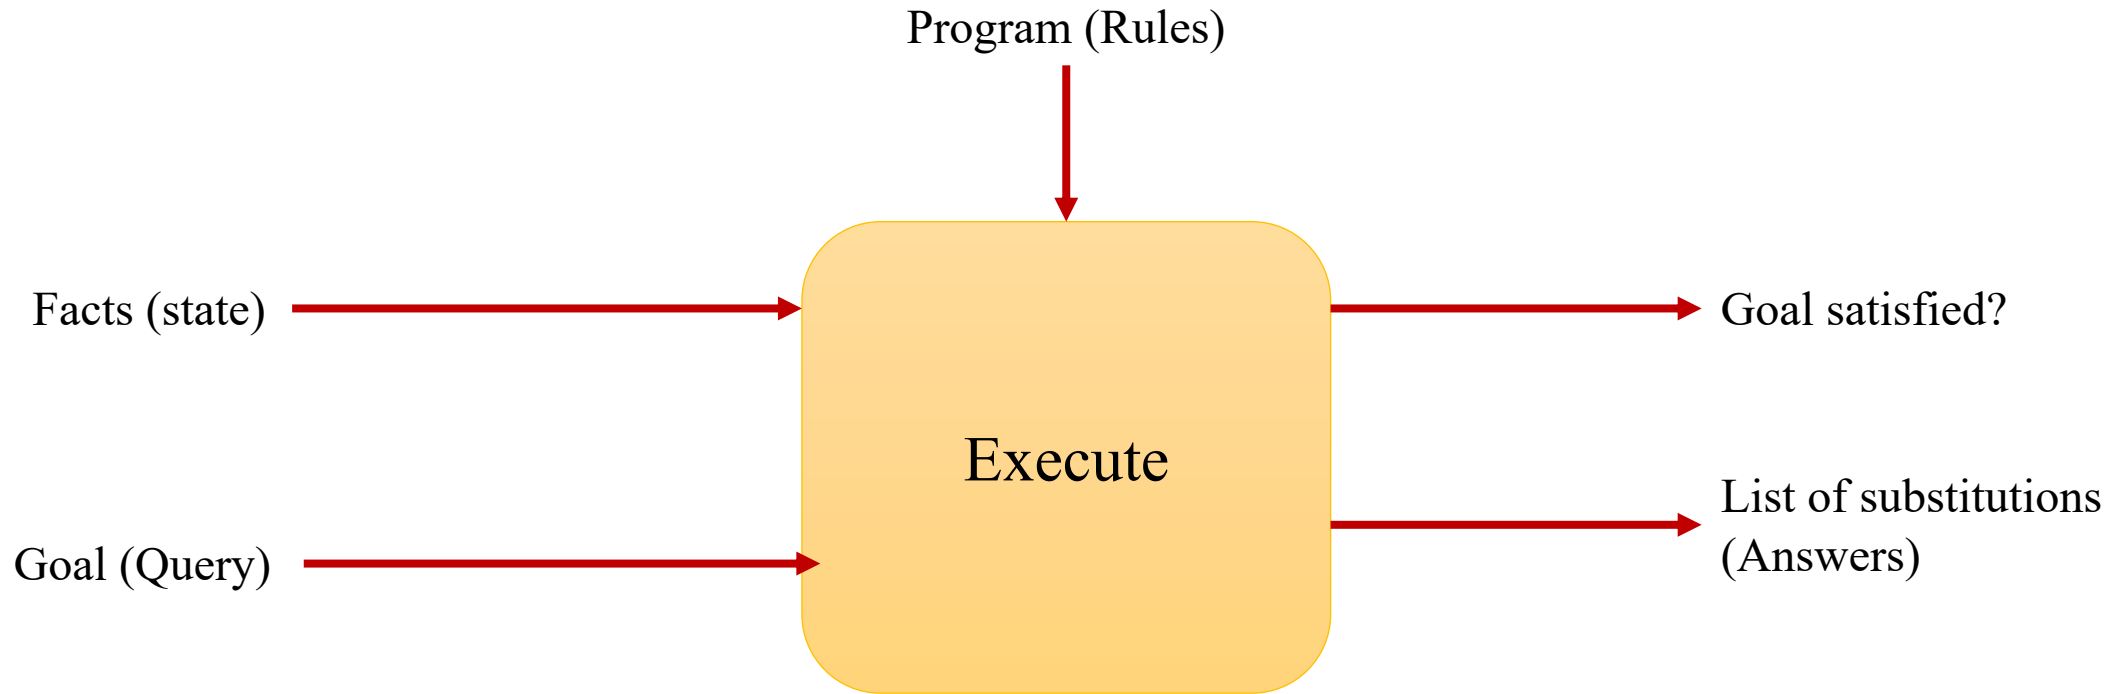 Program (Rules)
Facts (state)
Goal satisfied?
Execute
List of substitutions
(Answers)
Goal (Query)